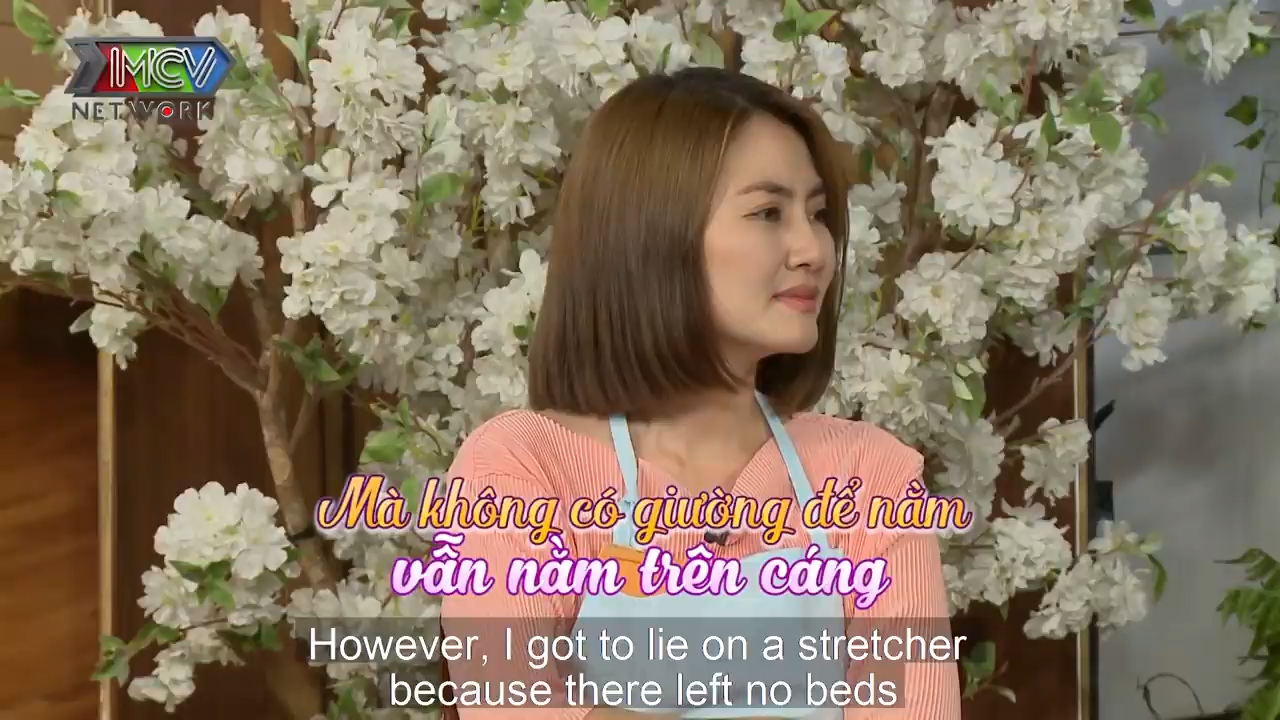 MCV
NETWORK
Mà không có giường để nằm
vẫn nằm trên cáng
However, I got to lie on a stretcher
because there left no beds